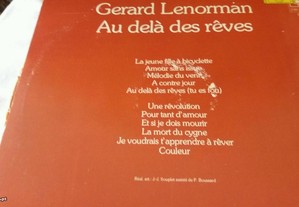 Gerard Lenorman
Au delà des rêves
La jeune fille à bicyclette
Amour sans
Mélodie du vent
A contre jour
Au delà des rêves (tu es fou)
Une révolution
Pour tant d'amour
Et si je dois mourir
La mort du cygne
Je voudrais t'apprendre à rêver
Couleur